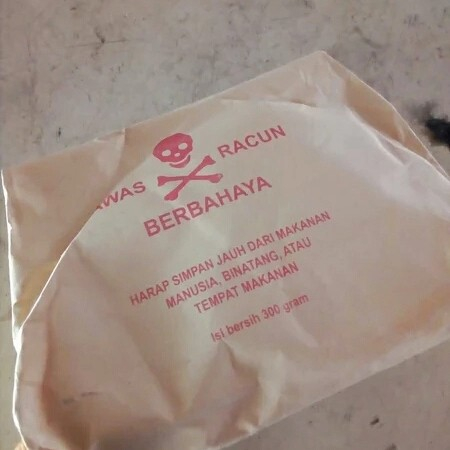 AWAS RACUN
BERBAHAYA
HARAP SIMPAN JAUH DARI MAKANAN
MANUSIA, BINATANG, ATAU
TEMPAT MAKANAN
Isi bersih 300 gram